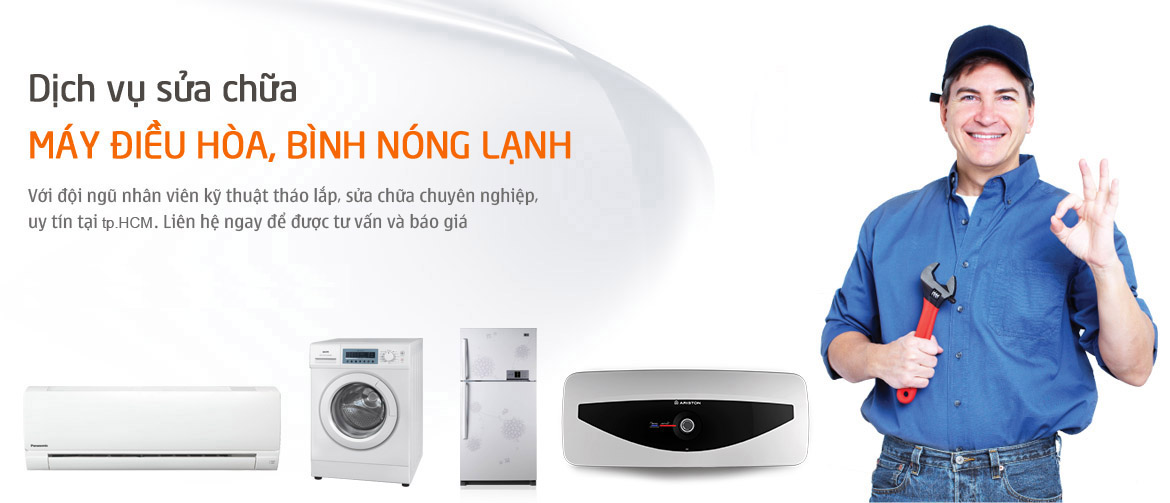 Dịch vụ sửa chữa
MÁY ĐIỀU HÒA, BÌNH NÓNG LẠNH
Với đội ngũ nhân viên kỹ thuật tháo lắp, sửa chữa chuyên nghiệp,
uy tín tại tp.HCM. Liên hệ ngay để được tư vấn và báo giá
Panasonic
ARISTON